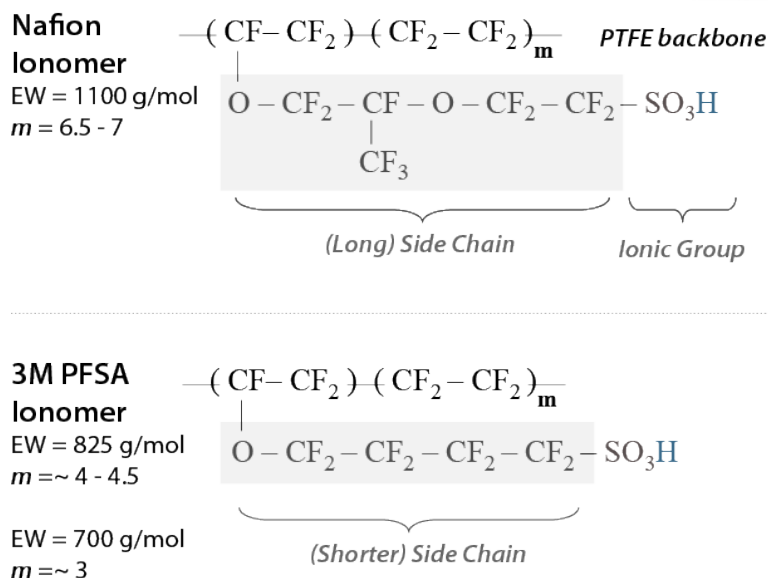 Nafion
Ionomer
EW = 1100 g/mol
m = 6.5 - 7
( CF– CF₂ ) ( CF₂ – CF₂ )ₘ
PTFE backbone
O – CF₂ – CF – O – CF₂ – CF₂ – SO₃H
CF₃
(Long) Side Chain
Ionic Group
3M PFSA
Ionomer
EW = 825 g/mol
m =~ 4 - 4.5
EW = 700 g/mol
m =~ 3
( CF– CF₂ ) ( CF₂ – CF₂ )ₘ
O – CF₂ – CF₂ – CF₂ – CF₂ – SO₃H
(Shorter) Side Chain